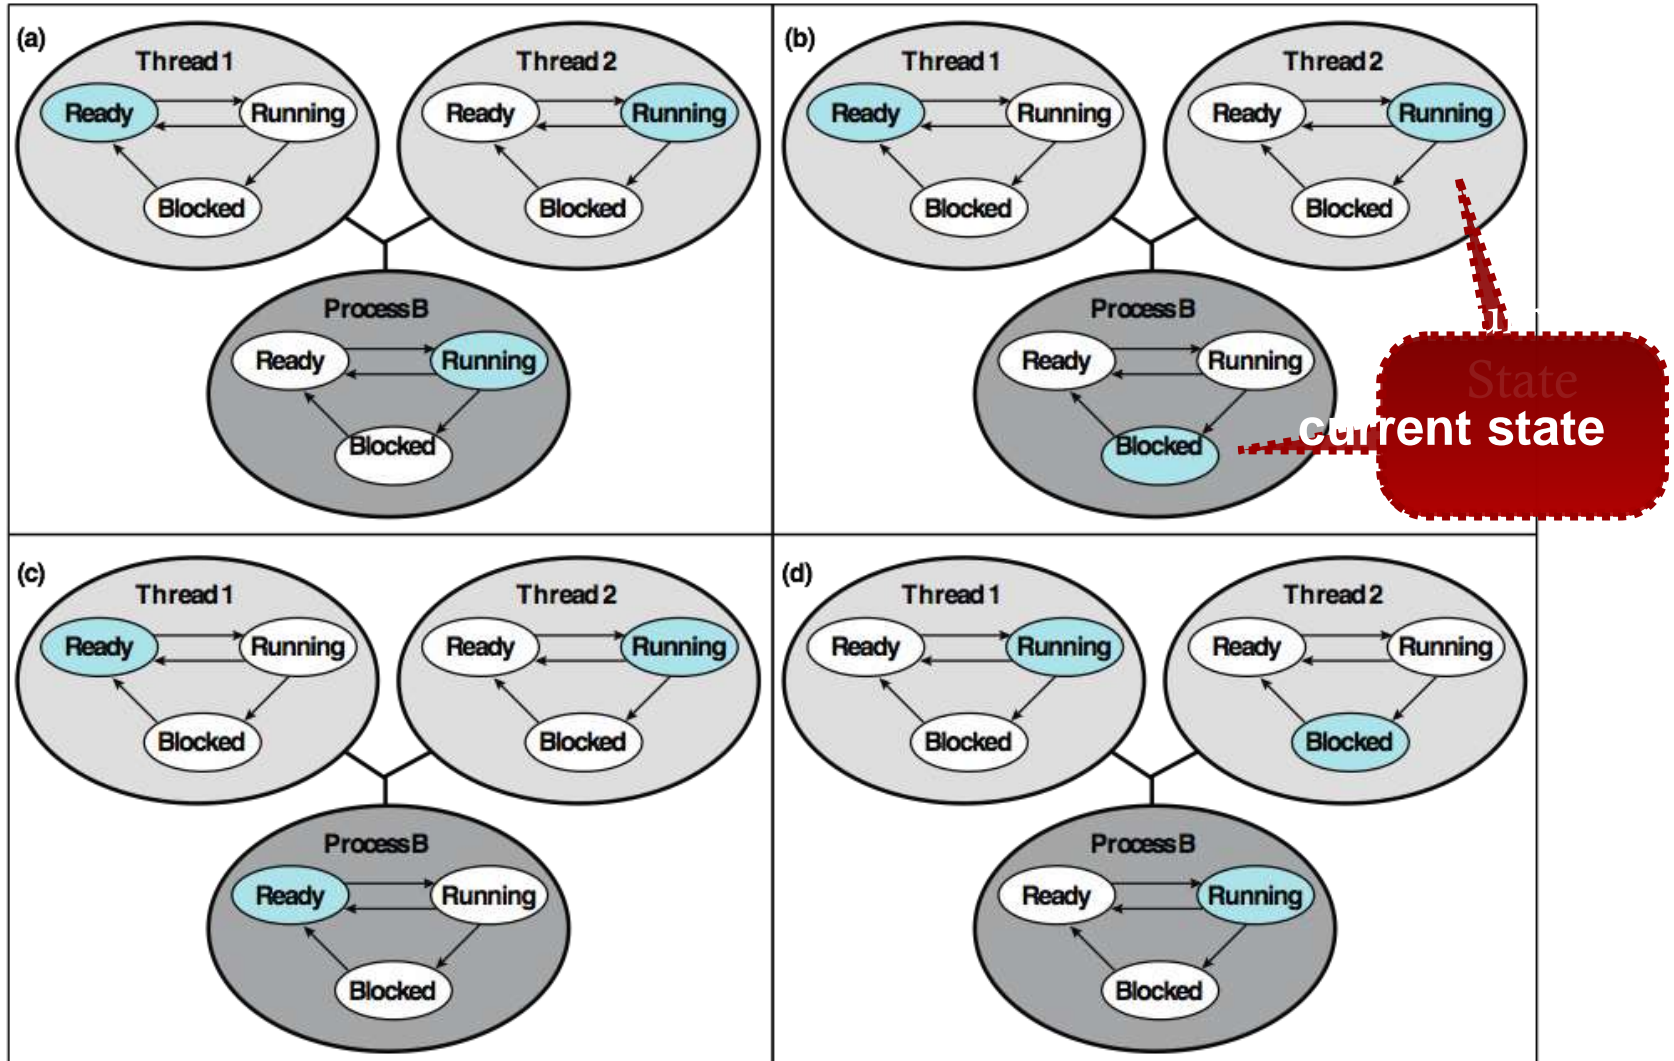 (a)
Thread 1
Ready
Running
Blocked
Thread 2
Ready
Running
Blocked
Process B
Ready
Running
Blocked
(b)
Thread 1
Ready
Running
Blocked
Thread 2
Ready
Running
Blocked
Process B
Ready
Running
Blocked
State
current state
(c)
Thread 1
Ready
Running
Blocked
Thread 2
Ready
Running
Blocked
Process B
Ready
Running
Blocked
(d)
Thread 1
Ready
Running
Blocked
Thread 2
Ready
Running
Blocked
Process B
Ready
Running
Blocked